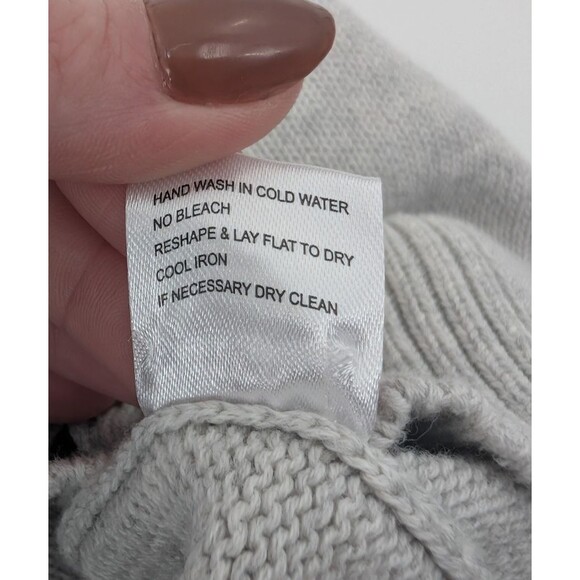 HAND WASH IN COLD WATER
NO BLEACH
RESHAPE & LAY FLAT TO DRY
COOL IRON
IF NECESSARY DRY CLEAN